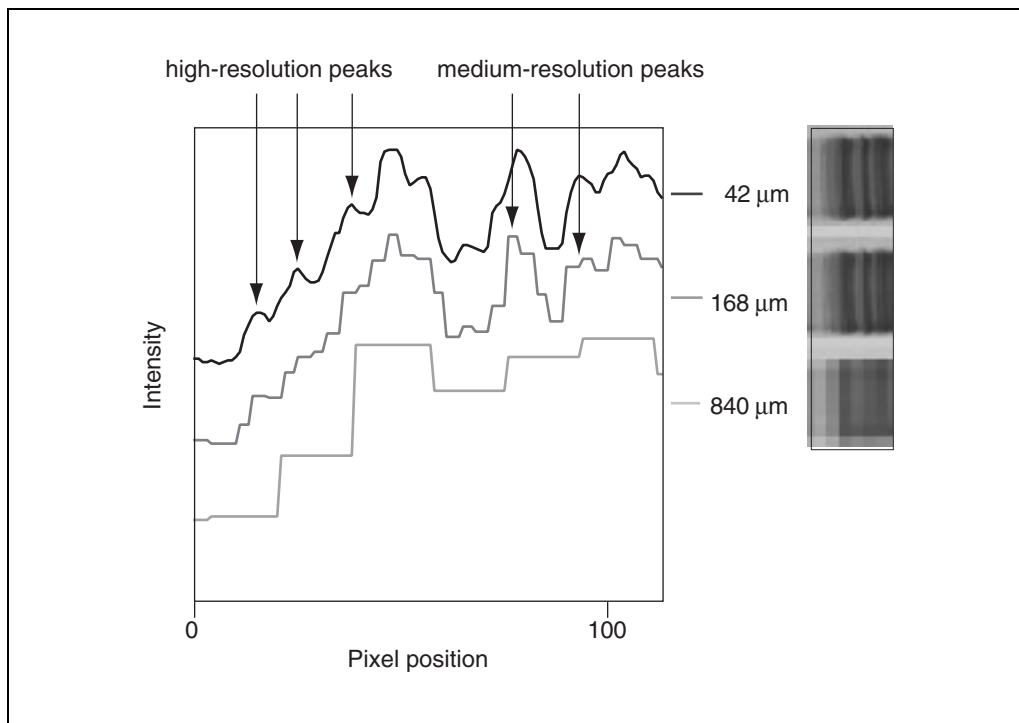 high-resolution peaks
medium-resolution peaks
42 µm
168 µm
840 µm
Intensity
0
100
Pixel position